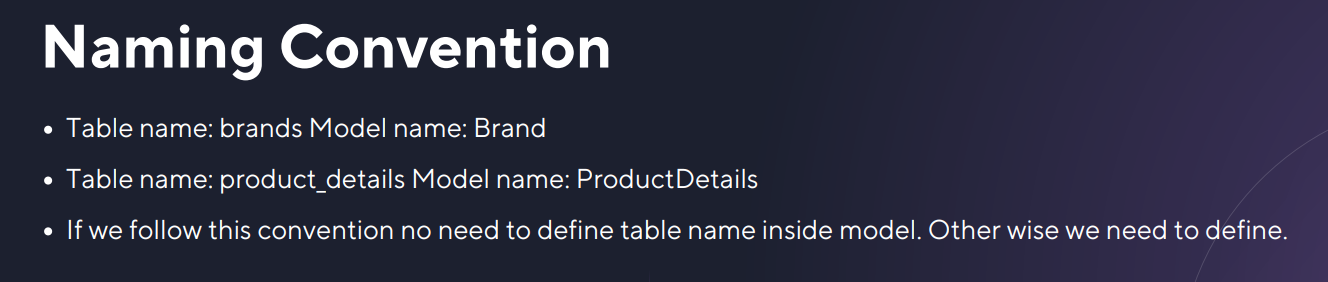 Naming Convention
• Table name: brands Model name: Brand
• Table name: product_details Model name: ProductDetails
• If we follow this convention no need to define table name inside model. Other wise we need to define.